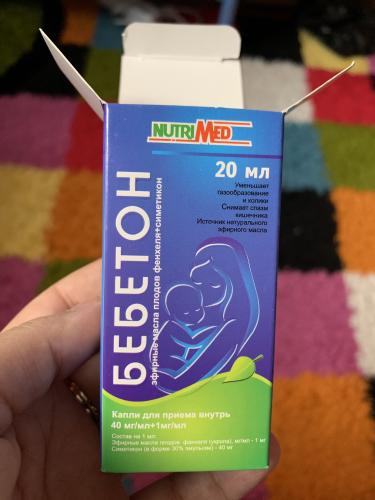 NUTRIMED
20 мл
Уменьшает
газообразование
и колики
Снимает спазм
кишечника
Источник натурального
эфирного масла
БЕБЕТОН
эфирные масла плодов фенхеля+симетикон
Капли для приема внутрь
40 мг/мл+1мг/мл
Состав на 1 мл:
Эфирные масла плодов фенхеля (укропа), мг/мл - 1 мг
Симетикон (в форме 30% эмульсии) - 40 мг